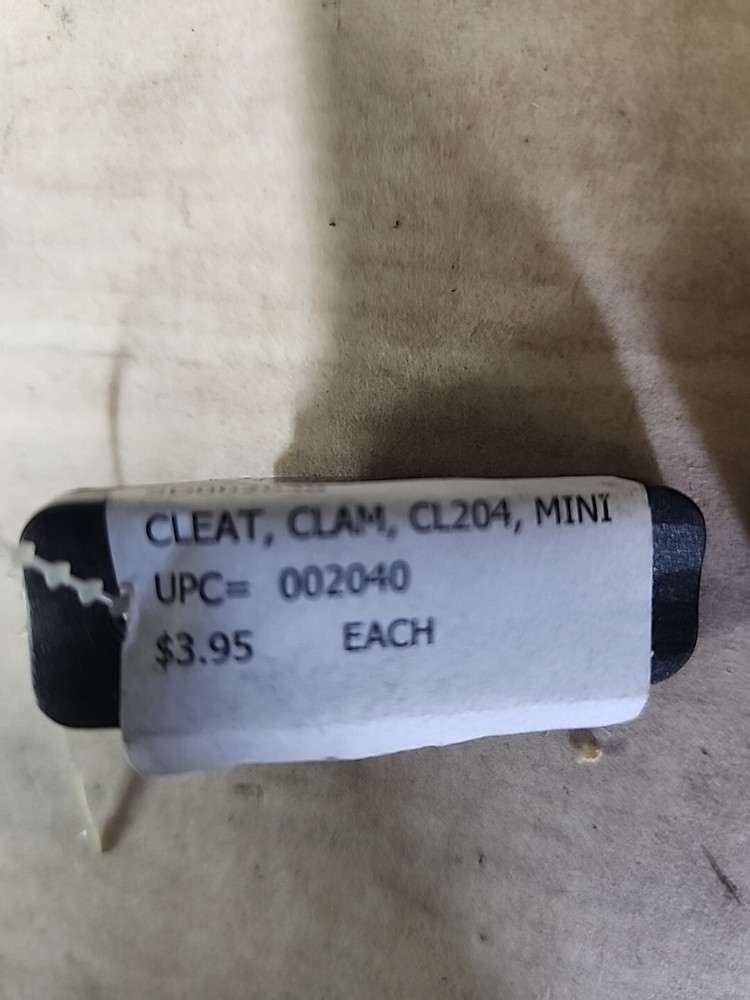 CLEAT, CLAM, CL204, MINI
UPC= 002040
$3.95 EACH